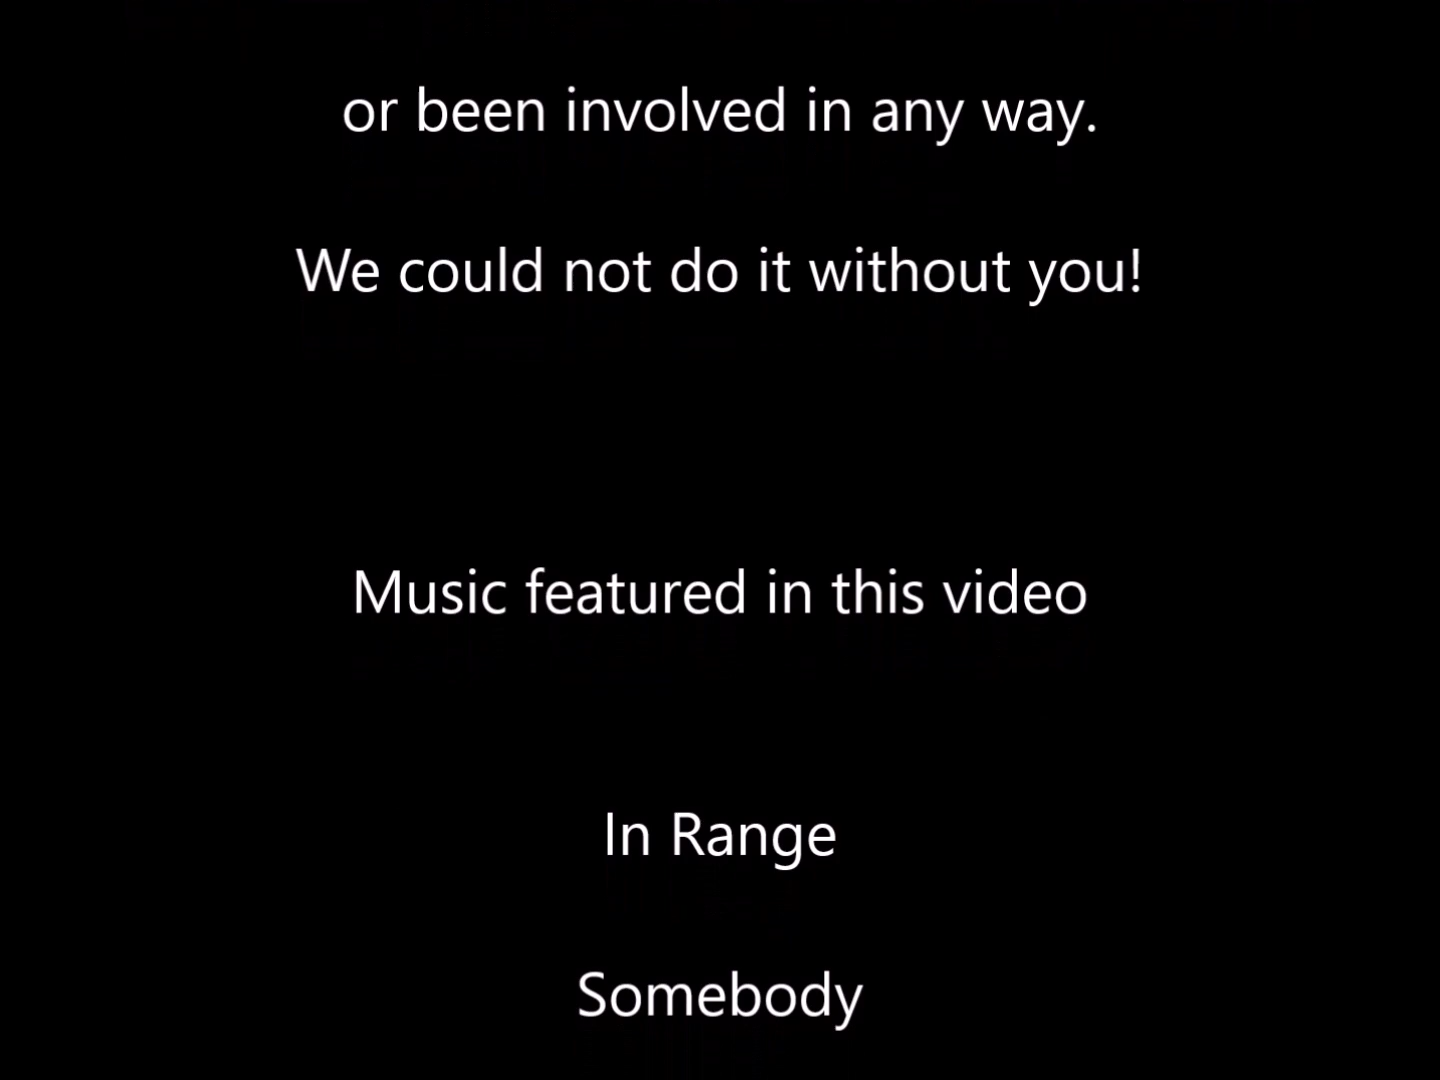 or been involved in any way.
We could not do it without you!
Music featured in this video
In Range
Somebody